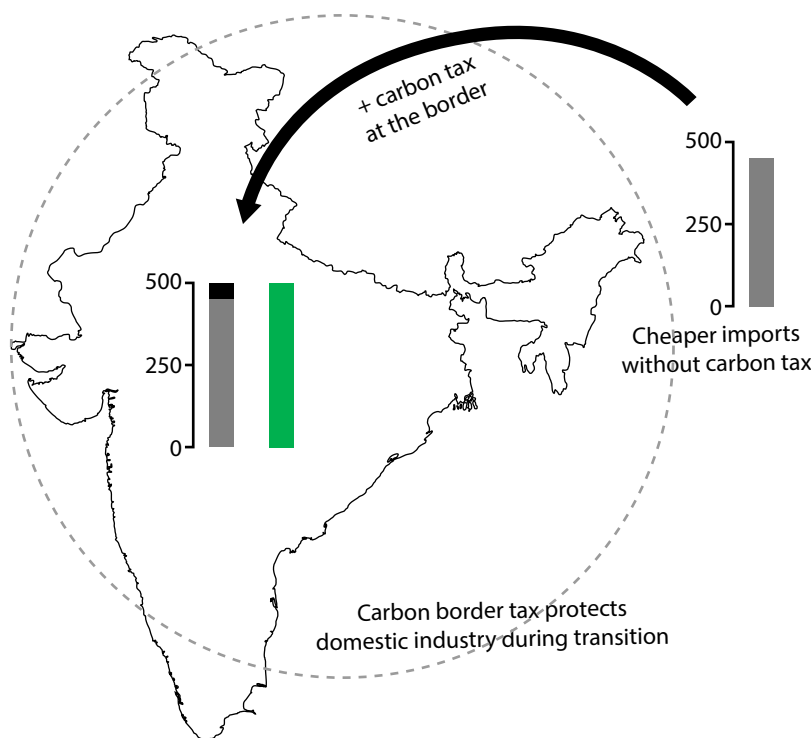 + carbon tax
at the border
500
250
0
Cheaper imports
without carbon tax
500
250
0
Carbon border tax protects
domestic industry during transition